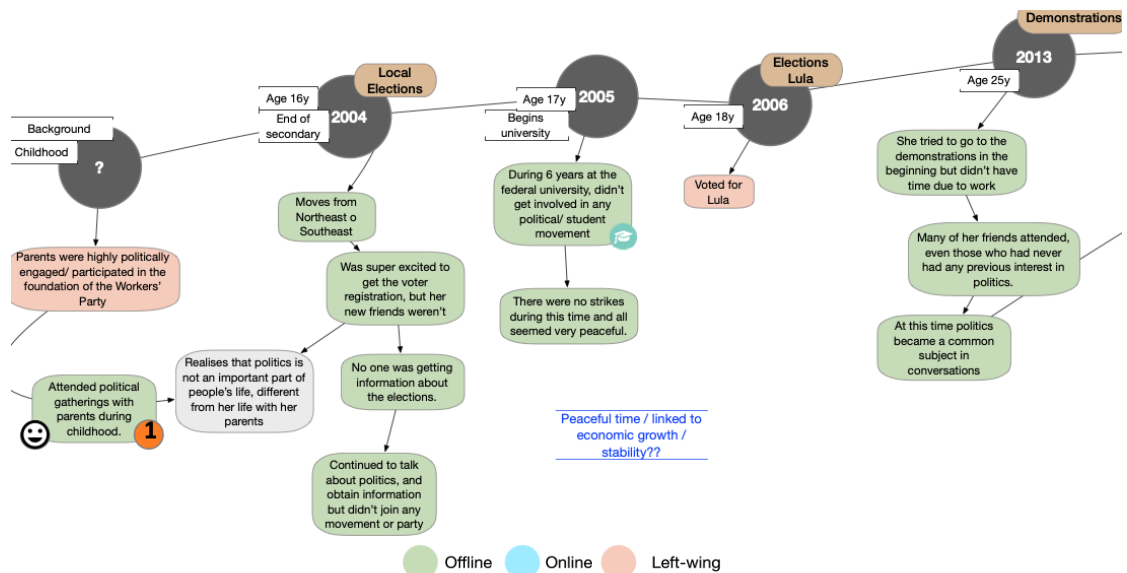 Background
Childhood
?
Parents were highly politically
engaged/ participated in the
foundation of the Workers'
Party
Attended political
gatherings with
parents during
childhood.
1
Local
Elections
Age 16y
End of
secondary
2004
Moves from
Northeast o
Southeast
Was super excited to
get the voter
registration, but her
new friends weren't
Realises that politics is
not an important part of
people's life, different
from her life with her
parents
No one was getting
information about
the elections.
Continued to talk
about politics, and
obtain information
but didn't join any
movement or party
Age 17y
Begins
university
2005
During 6 years at the
federal university, didn't
get involved in any
political/ student
movement
There were no strikes
during this time and all
seemed very peaceful.
Peaceful time / linked to
economic growth /
stability??
Elections
Lula
2006
Age 18y
Voted for
Lula
Demonstrations
2013
Age 25y
She tried to go to the
demonstrations in the
beginning but didn't have
time due to work
Many of her friends attended,
even those who had never
had any previous interest in
politics.
At this time politics
became a common
subject in
conversations
Offline
Online
Left-wing